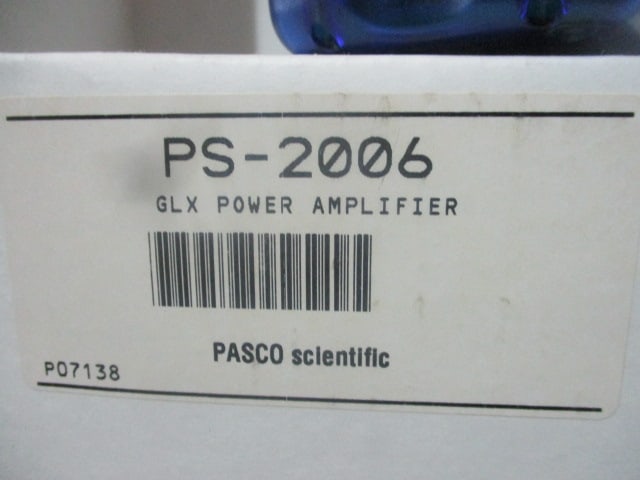 PS-2006
GLX POWER AMPLIFIER
PASCO scientific
P07138